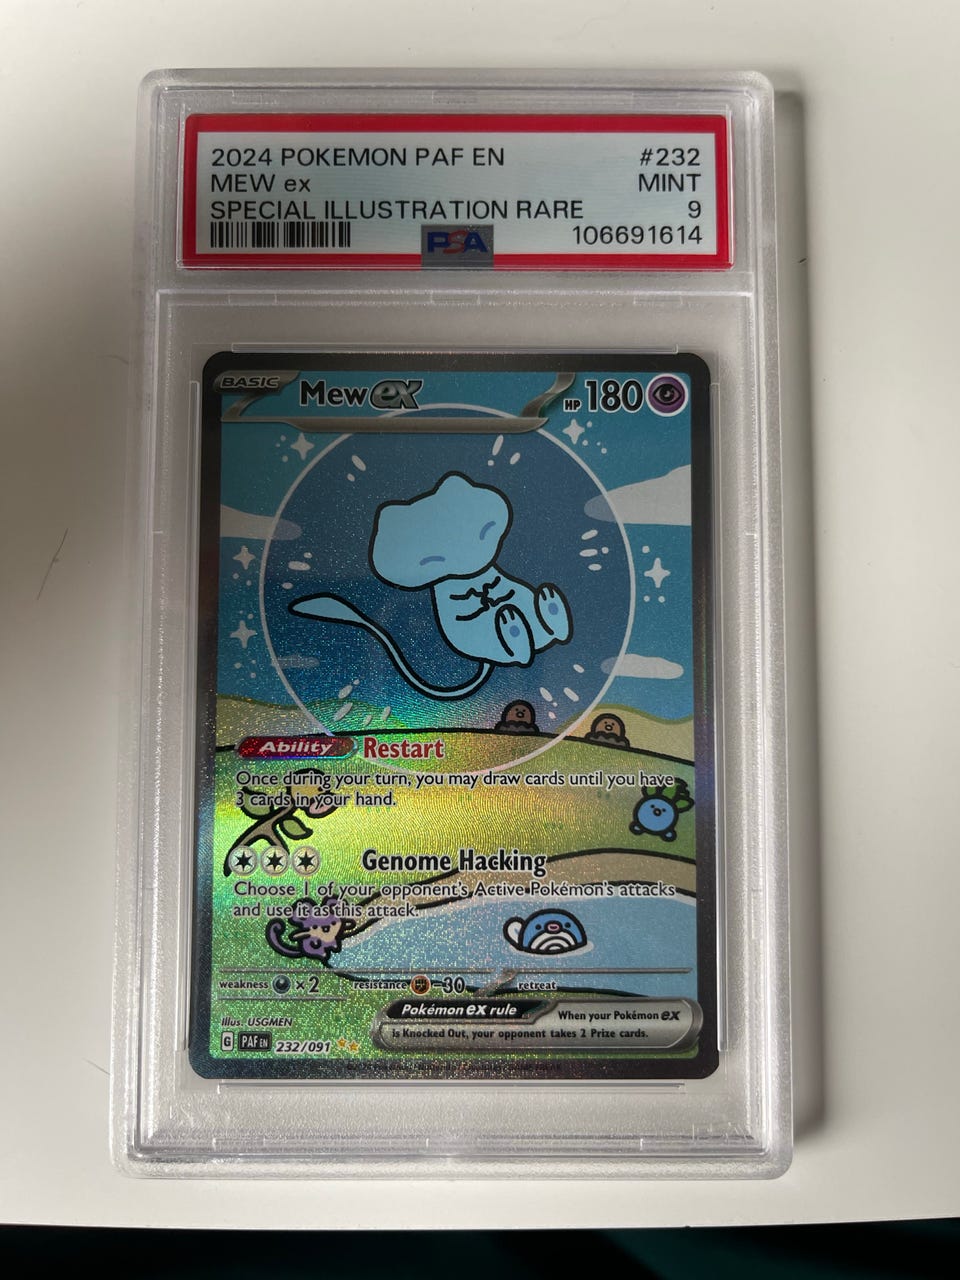 2024 POKEMON PAF EN #232
MEW ex MINT
SPECIAL ILLUSTRATION RARE 9
PSA 106691614
BASIC Mew ex HP 180
Ability Restart
Once during your turn, you may draw cards until you have
3 cards in your hand.
Genome Hacking
Choose 1 of your opponent's Active Pokémon's attacks
and use it as this attack.
weakness ×2 resistance -30 retreat
Pokémon ex rule When your Pokémon ex
is Knocked Out, your opponent takes 2 Prize cards.
Illus. USGMEN
G PAF EN 232/091